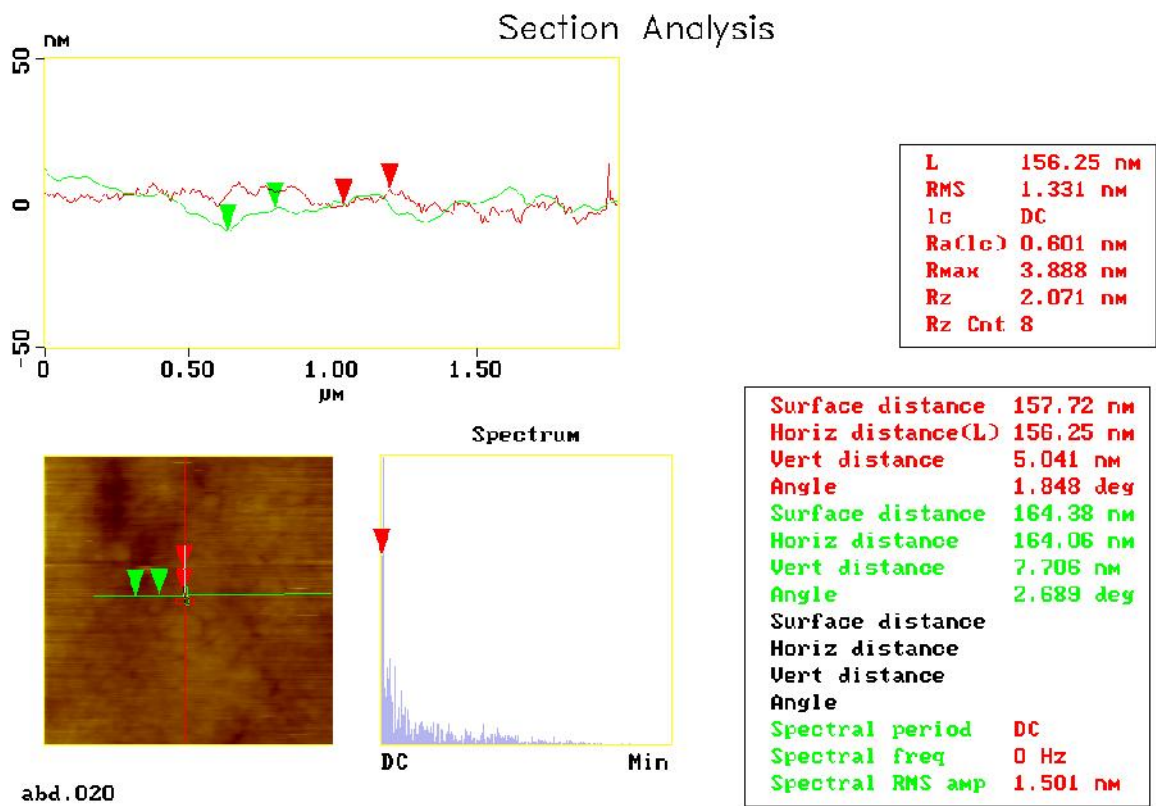 Section Analysis
nm
50
0
-50
0 0.50 1.00 1.50
μm
L 156.25 nm
RMS 1.331 nm
lc DC
Ra(lc) 0.601 nm
Rmax 3.888 nm
Rz 2.071 nm
Rz Cnt 8
Surface distance 157.72 nm
Horiz distance(L) 156.25 nm
Vert distance 5.041 nm
Angle 1.848 deg
Surface distance 164.38 nm
Horiz distance 164.06 nm
Vert distance 7.706 nm
Angle 2.689 deg
Surface distance
Horiz distance
Vert distance
Angle
Spectral period DC
Spectral freq 0 Hz
Spectral RMS amp 1.501 nm
Spectrum
DC Min
abd.020